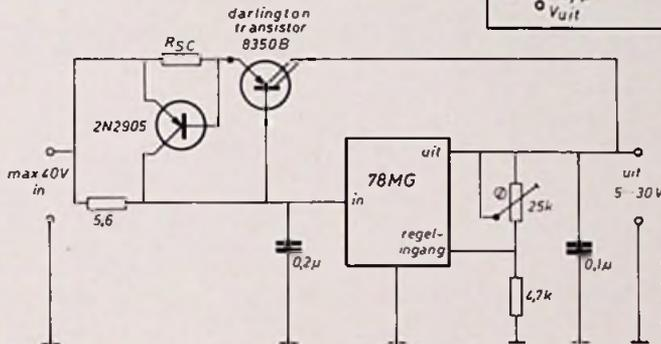 Vuit
darlington
transistor
8350B
RSC
2N2905
max 40V
in
5,6
0,2µ
in
78MG
uit
regel-
ingang
25k
4,7k
0,1µ
uit
5-30V